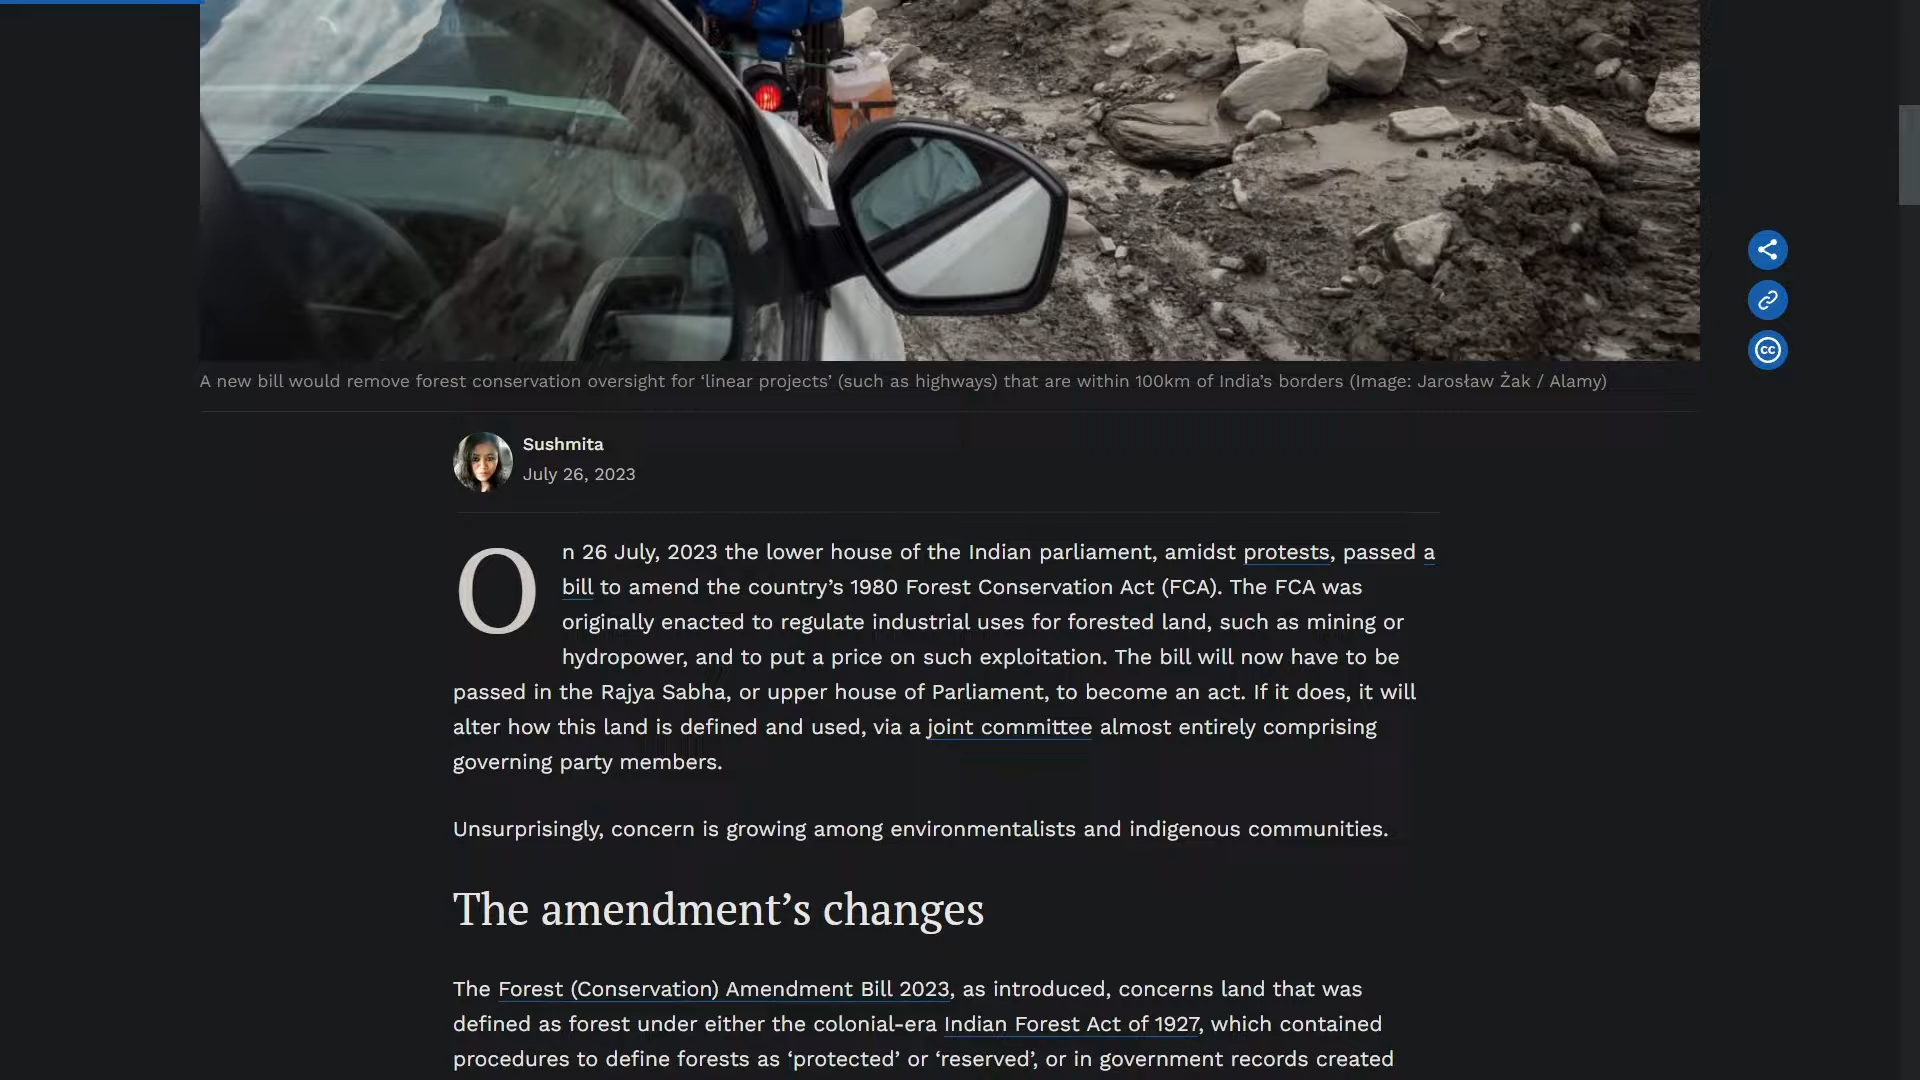 A new bill would remove forest conservation oversight for ‘linear projects’ (such as highways) that are within 100km of India’s borders (Image: Jarosław Żak / Alamy)
Sushmita
July 26, 2023
On 26 July, 2023 the lower house of the Indian parliament, amidst protests, passed a
bill to amend the country’s 1980 Forest Conservation Act (FCA). The FCA was
originally enacted to regulate industrial uses for forested land, such as mining or
hydropower, and to put a price on such exploitation. The bill will now have to be
passed in the Rajya Sabha, or upper house of Parliament, to become an act. If it does, it will
alter how this land is defined and used, via a joint committee almost entirely comprising
governing party members.
Unsurprisingly, concern is growing among environmentalists and indigenous communities.
The amendment’s changes
The Forest (Conservation) Amendment Bill 2023, as introduced, concerns land that was
defined as forest under either the colonial-era Indian Forest Act of 1927, which contained
procedures to define forests as ‘protected’ or ‘reserved’, or in government records created